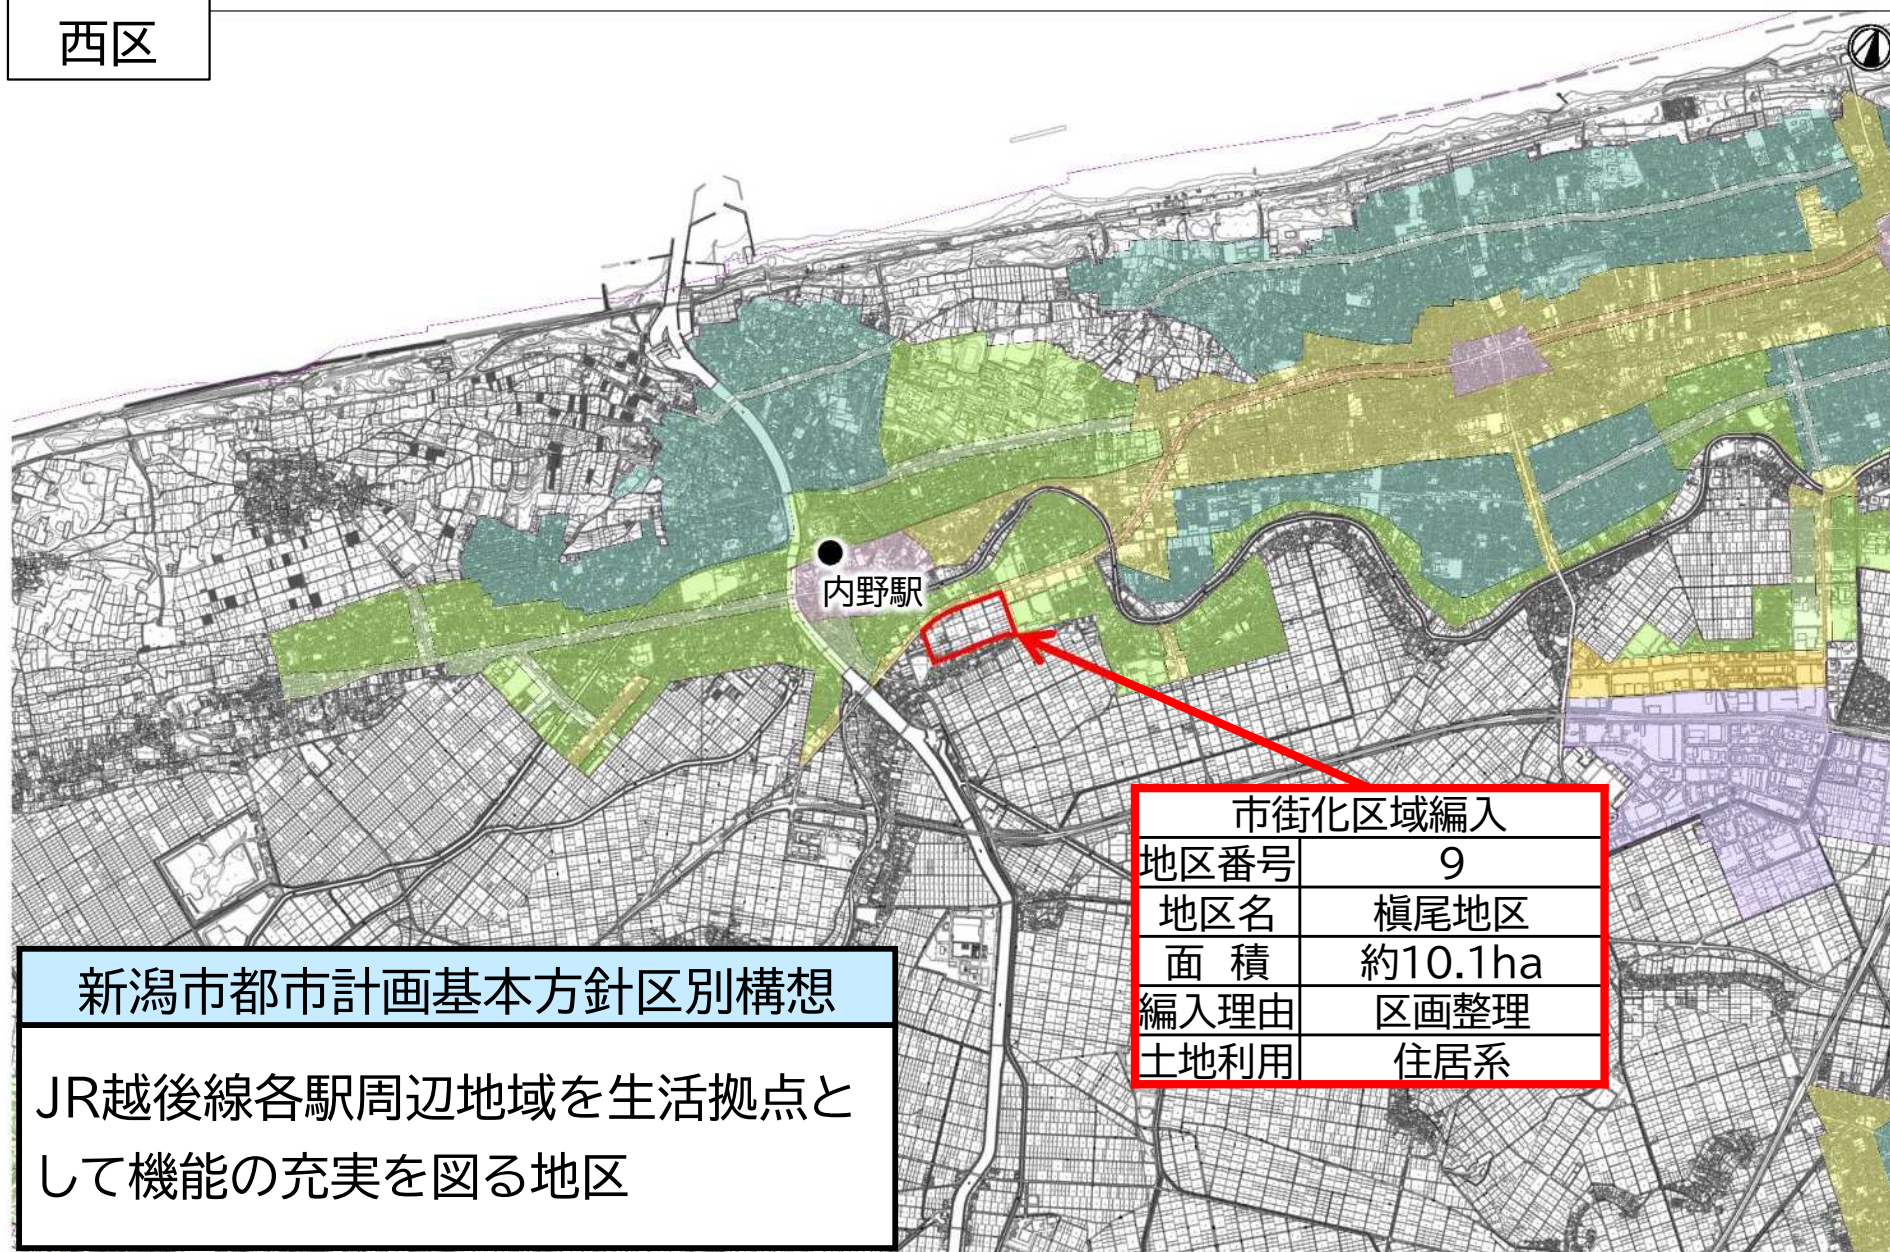 西区
内野駅
市街化区域編入
地区番号 9
地区名 槇尾地区
面 積 約10.1ha
編入理由 区画整理
土地利用 住居系
新潟市都市計画基本方針区別構想
JR越後線各駅周辺地域を生活拠点と
して機能の充実を図る地区